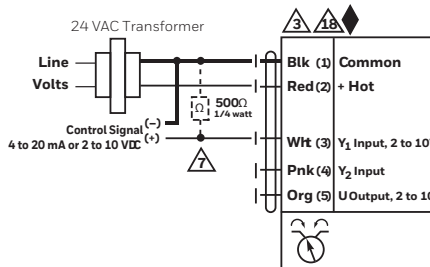 24 VAC Transformer
3 18
Line
Volts
Blk (1) Common
Red (2) + Hot
Ω 500Ω
1/4 watt
Control Signal (–)
4 to 20 mA or 2 to 10 VDC (+)
7
Wht (3) Y1 Input, 2 to 10
Pnk (4) Y2 Input
Org (5) U Output, 2 to 10